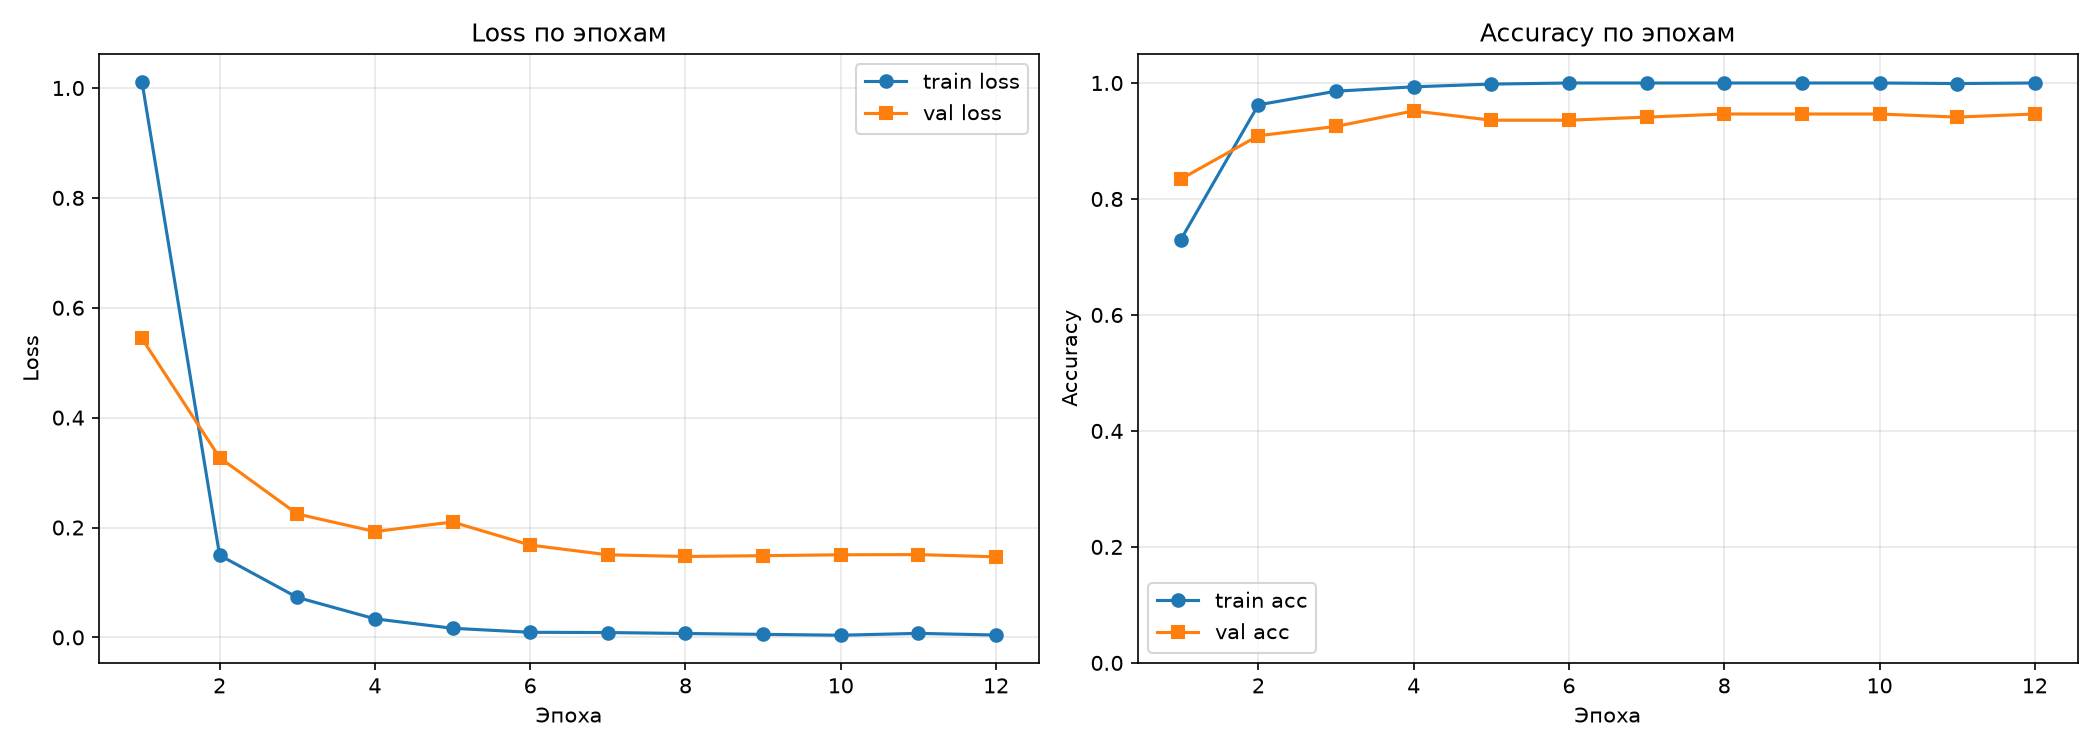 Loss по эпохам
1.0
0.8
0.6
0.4
0.2
0.0
Loss
train loss
val loss
2 4 6 8 10 12
Эпоха
Accuracy по эпохам
1.0
0.8
0.6
0.4
0.2
0.0
Accuracy
train acc
val acc
2 4 6 8 10 12
Эпоха